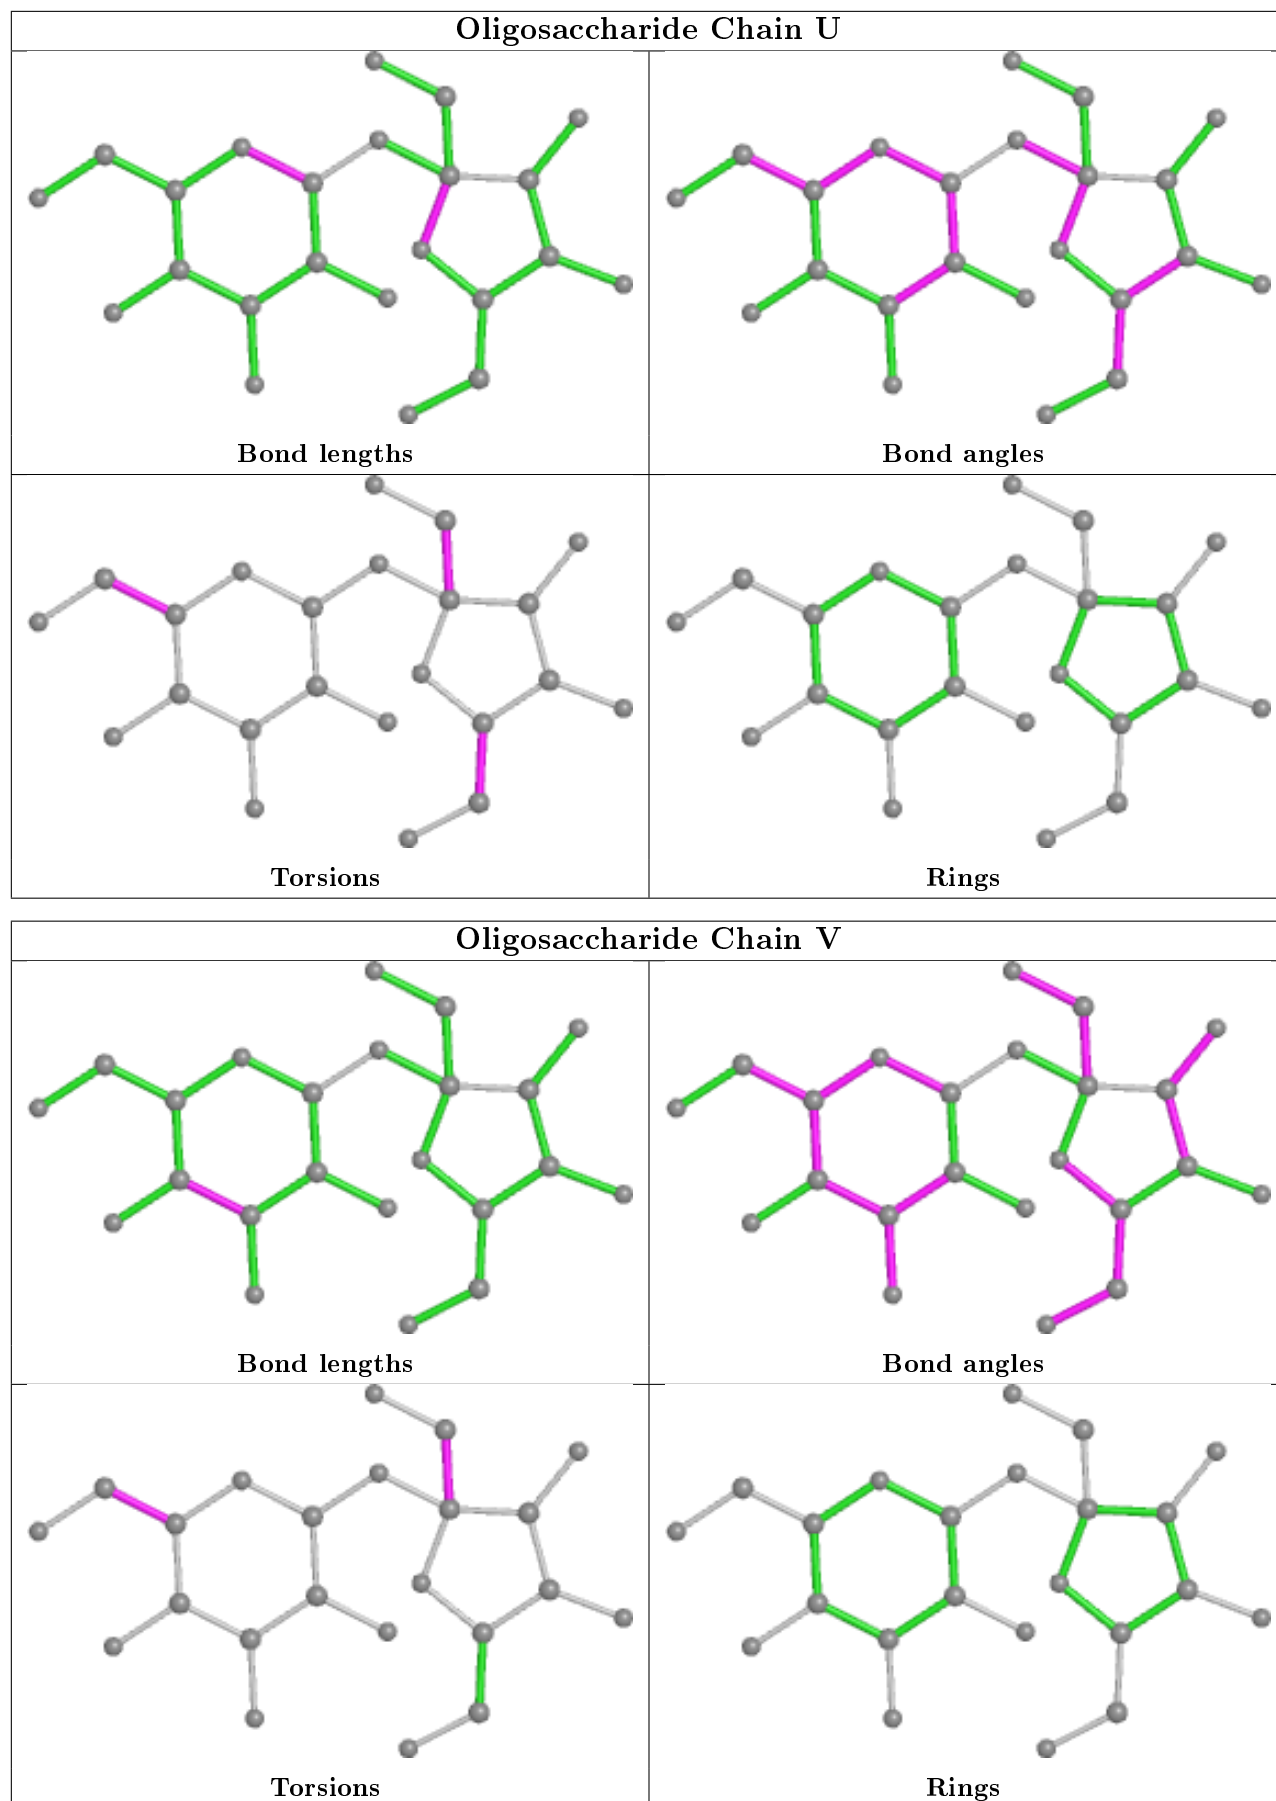 Oligosaccharide Chain U
Bond lengths
Bond angles
Torsions
Rings
Oligosaccharide Chain V
Bond lengths
Bond angles
Torsions
Rings